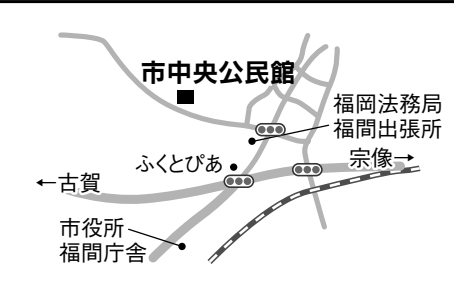 市中央公民館
福岡法務局
福間出張所
宗像→
ふくとぴあ
←古賀
市役所
福間庁舎